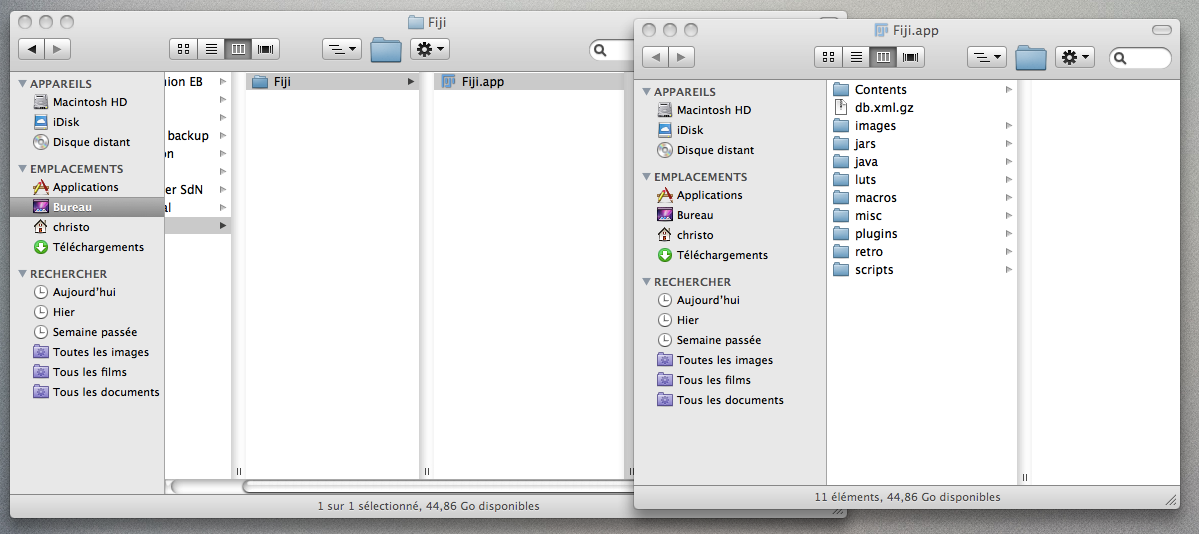 Fiji
APPAREILS
Macintosh HD
iDisk
Disque distant
EMPLACEMENTS
Applications
Bureau
christo
Téléchargements
RECHERCHER
Aujourd'hui
Hier
Semaine passée
Toutes les images
Tous les films
Tous les documents
ion EB
backup
on
er SdN
al
Fiji
Fiji.app
1 sur 1 sélectionné, 44,86 Go disponibles
Fiji.app
APPAREILS
Macintosh HD
iDisk
Disque distant
EMPLACEMENTS
Applications
Bureau
christo
Téléchargements
RECHERCHER
Aujourd'hui
Hier
Semaine passée
Toutes les images
Tous les films
Tous les documents
Contents
db.xml.gz
images
jars
java
luts
macros
misc
plugins
retro
scripts
11 éléments, 44,86 Go disponibles